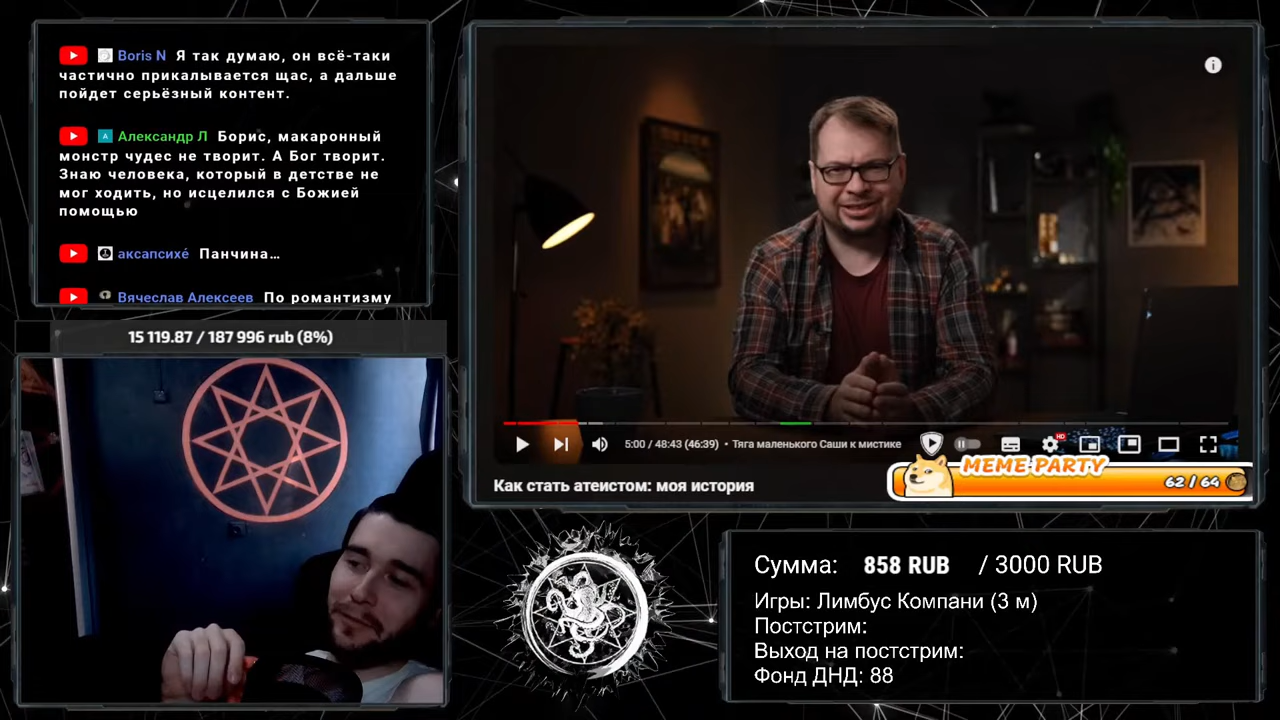 Boris N Я так думаю, он всё-таки
частично прикалывается щас, а дальше
пойдет серьёзный контент.
А Александр Л Борис, макаронный
монстр чудес не творит. А Бог творит.
Знаю человека, который в детстве не
мог ходить, но исцелился с Божией
помощью
аксапсихé Панчина...
Вячеслав Алексеев По романтизму
15 119.87 / 187 996 rub (8%)
5:00 / 48:43 (46:39) • Тяга маленького Саши к мистике
HD
MEME PARTY
62 / 64
Как стать атеистом: моя история
Сумма: 858 RUB / 3000 RUB
Игры: Лимбус Компани (3 м)
Постстрим:
Выход на постстрим:
Фонд ДНД: 88